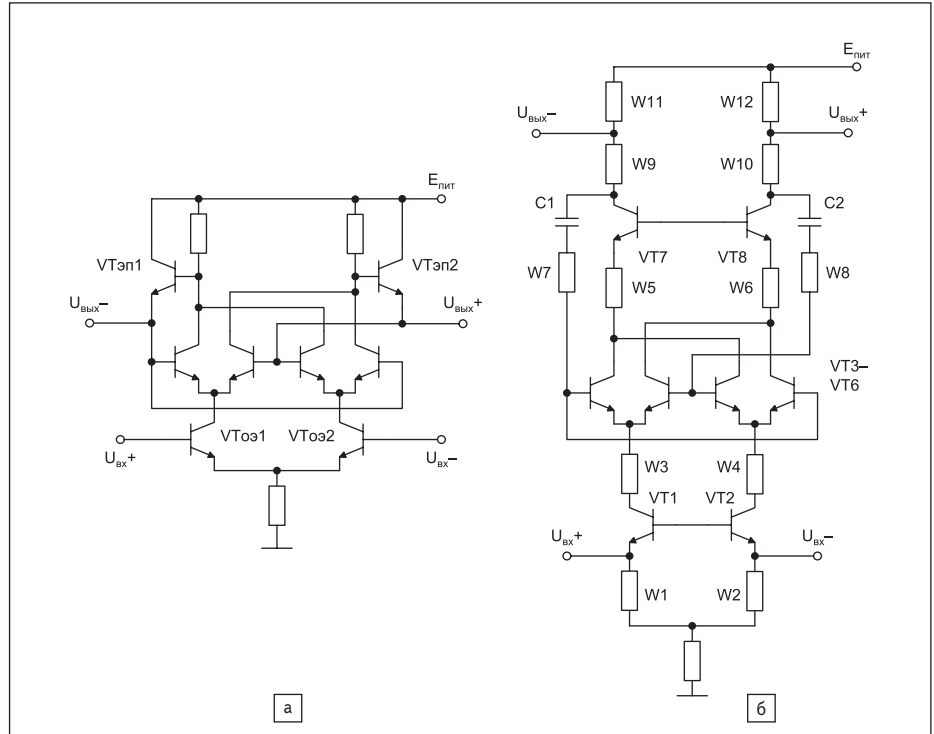 Eпит
VTэп1
VTэп2
Uвых–
Uвых+
VTоэ1
VTоэ2
Uвх+
Uвх–
а
Eпит
W11
W12
Uвых–
Uвых+
W9
W10
C1
C2
VT7
VT8
W7
W8
W5
W6
VT3–
VT6
W3
W4
VT1
VT2
Uвх+
Uвх–
W1
W2
б